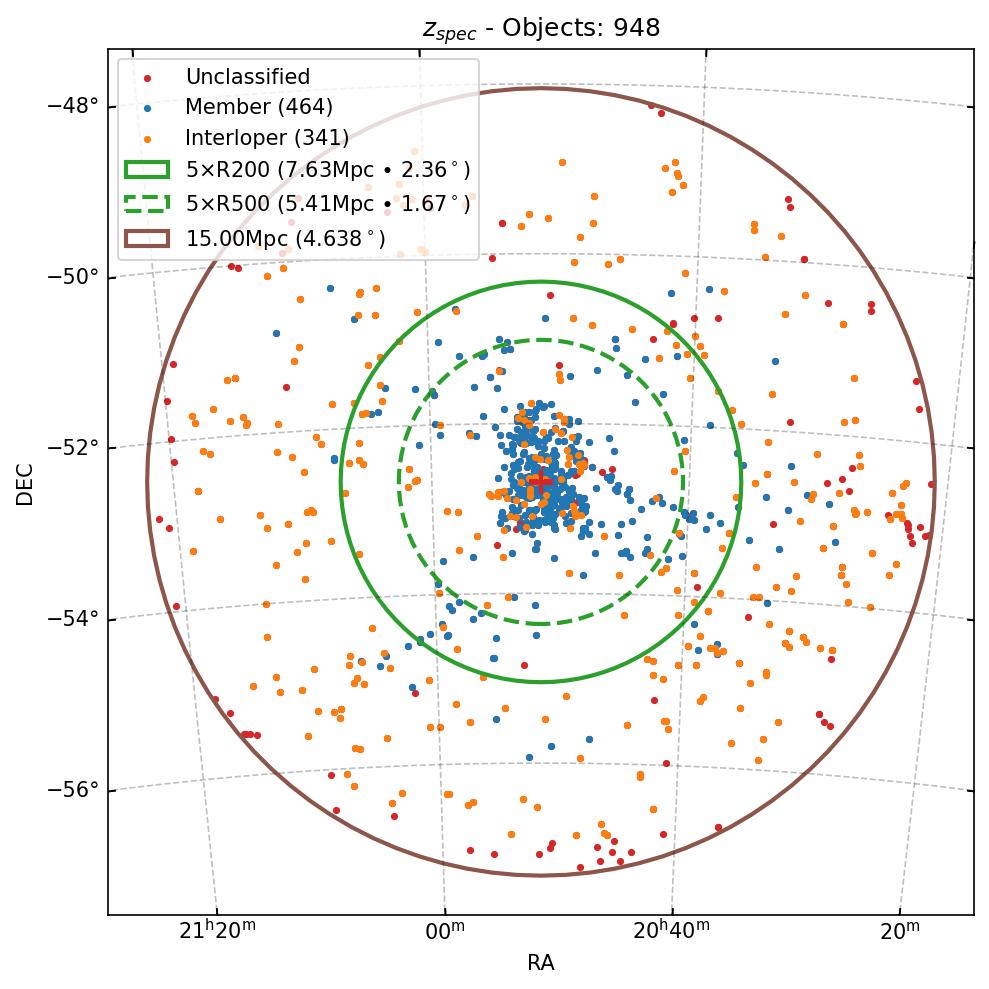 z_spec - Objects: 948
Unclassified
Member (464)
Interloper (341)
5×R200 (7.63Mpc • 2.36°)
5×R500 (5.41Mpc • 1.67°)
15.00Mpc (4.638°)
−48°
−50°
−52°
−54°
−56°
DEC
21ʰ20ᵐ
00ᵐ
20ʰ40ᵐ
20ᵐ
RA